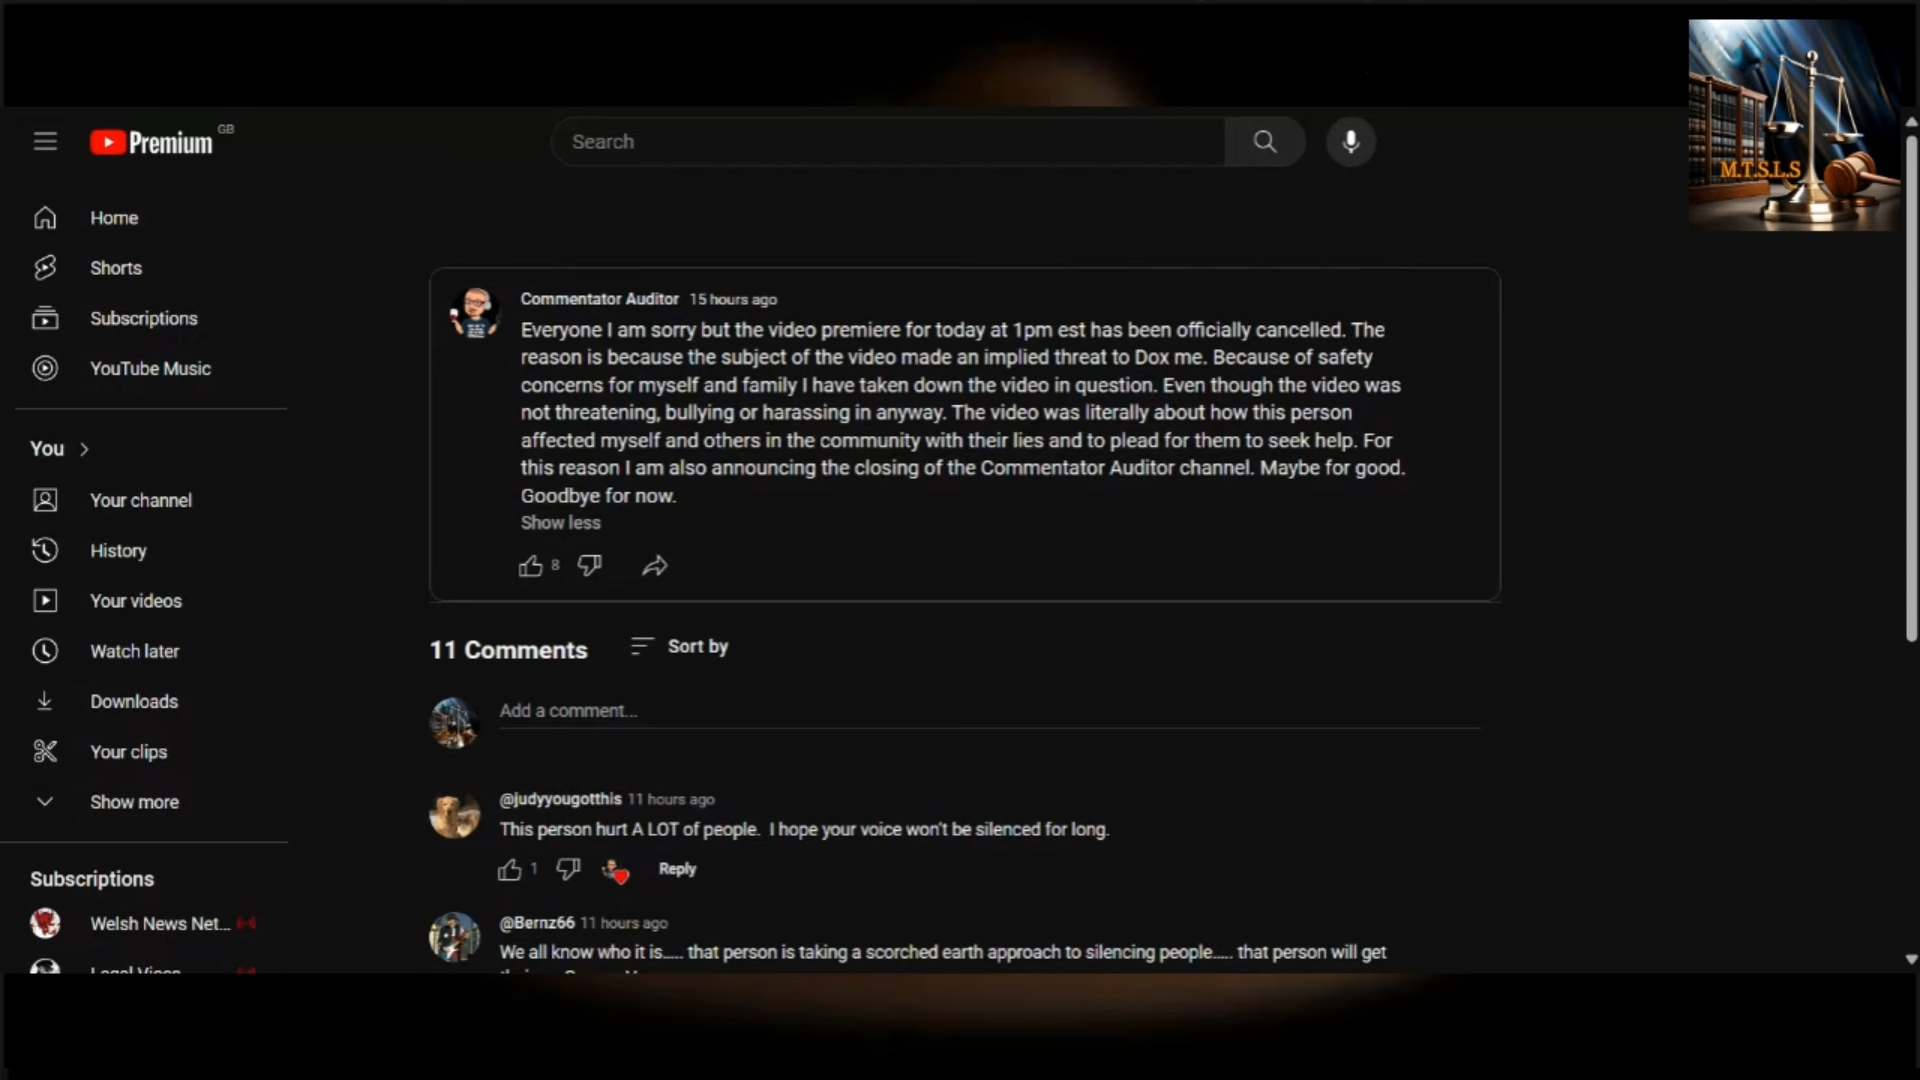 Premium GB
Search
M.T.S.L.S
Home
Shorts
Subscriptions
YouTube Music
You
Your channel
History
Your videos
Watch later
Downloads
Your clips
Show more
Subscriptions
Welsh News Net...
Commentator Auditor 15 hours ago
Everyone I am sorry but the video premiere for today at 1pm est has been officially cancelled. The
reason is because the subject of the video made an implied threat to Dox me. Because of safety
concerns for myself and family I have taken down the video in question. Even though the video was
not threatening, bullying or harassing in anyway. The video was literally about how this person
affected myself and others in the community with their lies and to plead for them to seek help. For
this reason I am also announcing the closing of the Commentator Auditor channel. Maybe for good.
Goodbye for now.
Show less
8
11 Comments Sort by
Add a comment...
@judyyougotthis 11 hours ago
This person hurt A LOT of people. I hope your voice won't be silenced for long.
1 Reply
@Bernz66 11 hours ago
We all know who it is..... that person is taking a scorched earth approach to silencing people..... that person will get